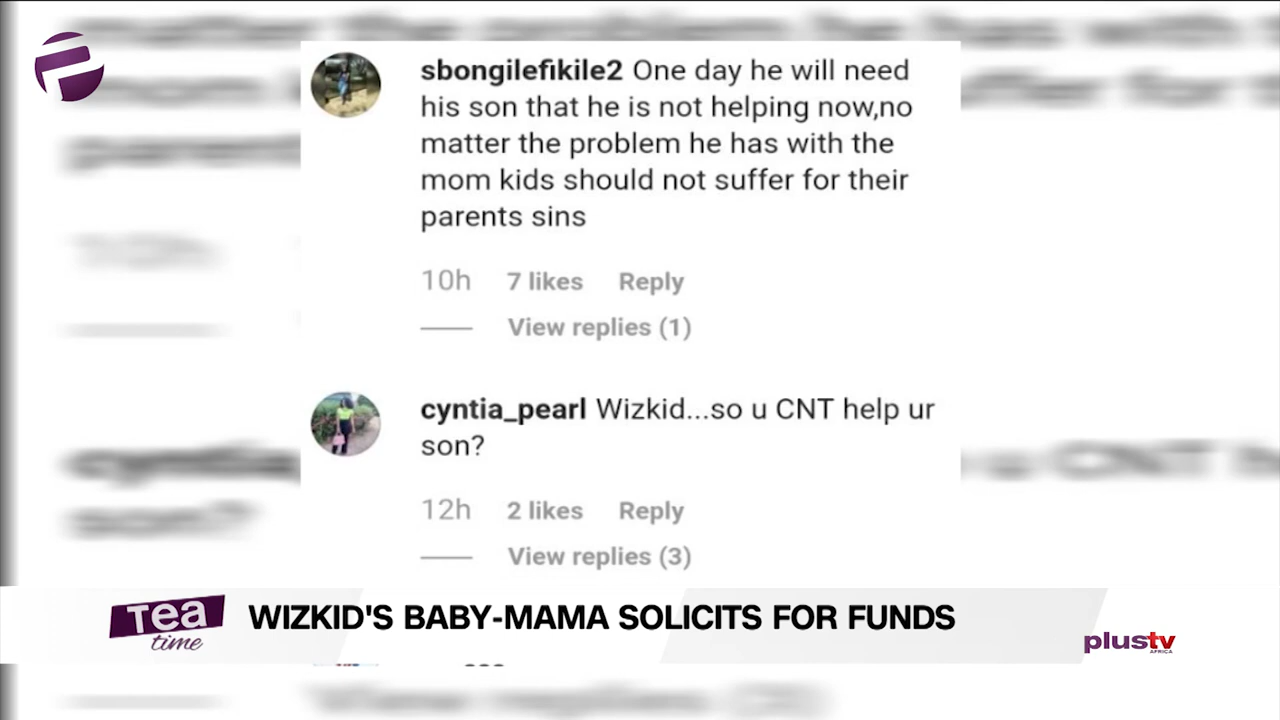 sbongilefikile2 One day he will need
his son that he is not helping now,no
matter the problem he has with the
mom kids should not suffer for their
parents sins
10h 7 likes Reply
View replies (1)
cyntia_pearl Wizkid...so u CNT help ur
son?
12h 2 likes Reply
View replies (3)
Tea
time
WIZKID'S BABY-MAMA SOLICITS FOR FUNDS
plustv
AFRICA